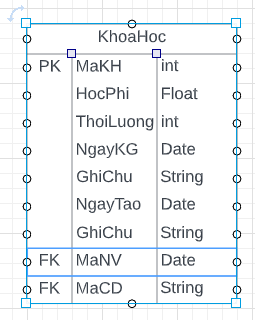 KhoaHoc
PK MaKH int
HocPhi Float
ThoiLuong int
NgayKG Date
GhiChu String
NgayTao Date
GhiChu String
FK MaNV Date
FK MaCD String